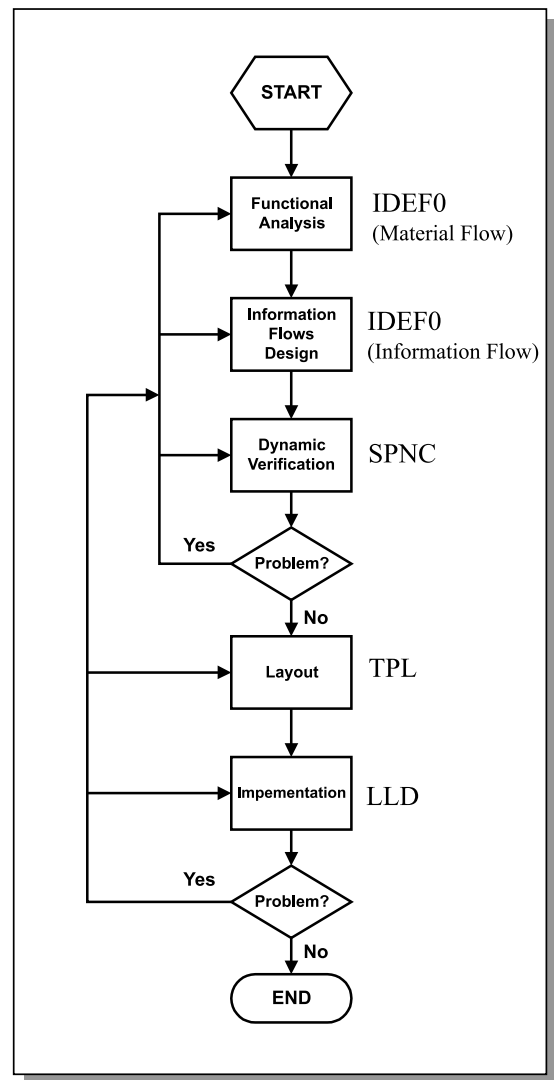 START
Functional
Analysis
IDEF0
(Material Flow)
Information
Flows
Design
IDEF0
(Information Flow)
Dynamic
Verification
SPNC
Yes
Problem?
No
Layout
TPL
Impementation
LLD
Yes
Problem?
No
END